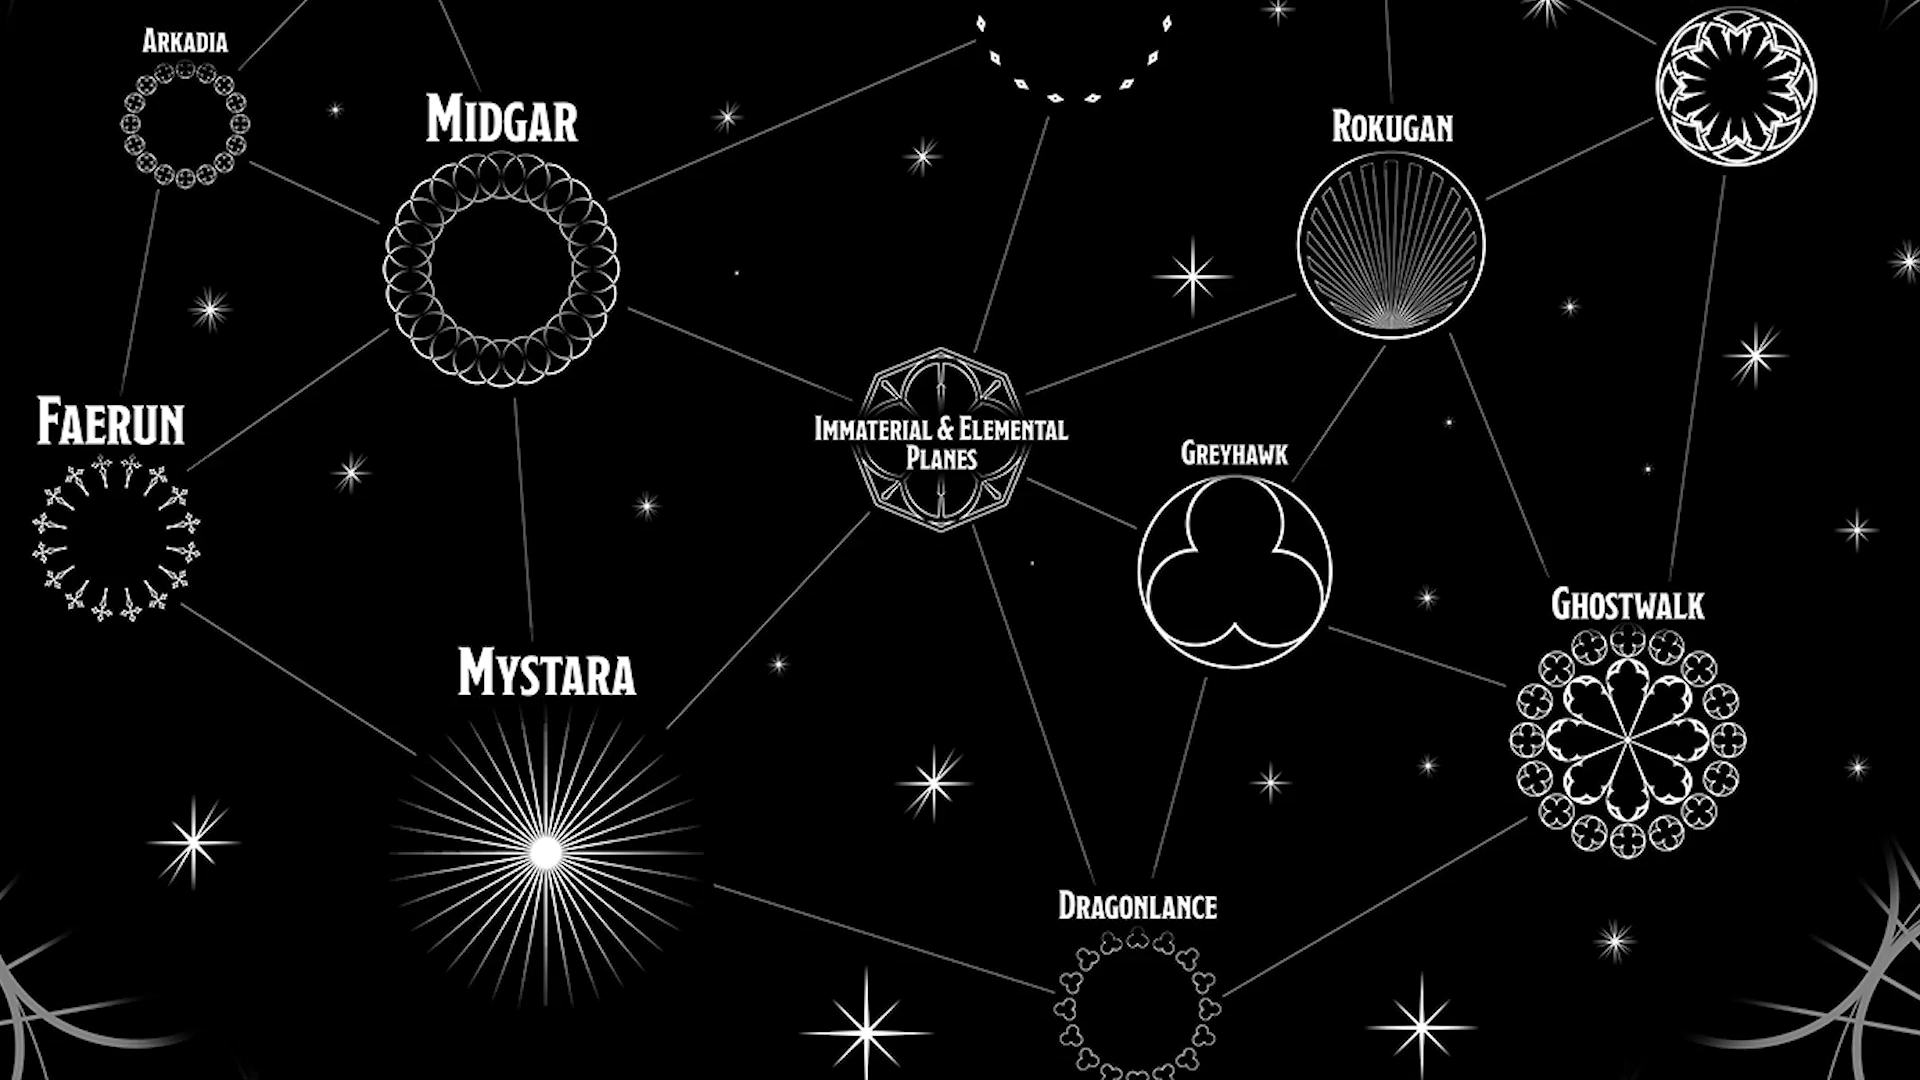 ARKADIA
MIDGAR
ROKUGAN
FAERUN
IMMATERIAL & ELEMENTAL
PLANES
GREYHAWK
GHOSTWALK
MYSTARA
DRAGONLANCE